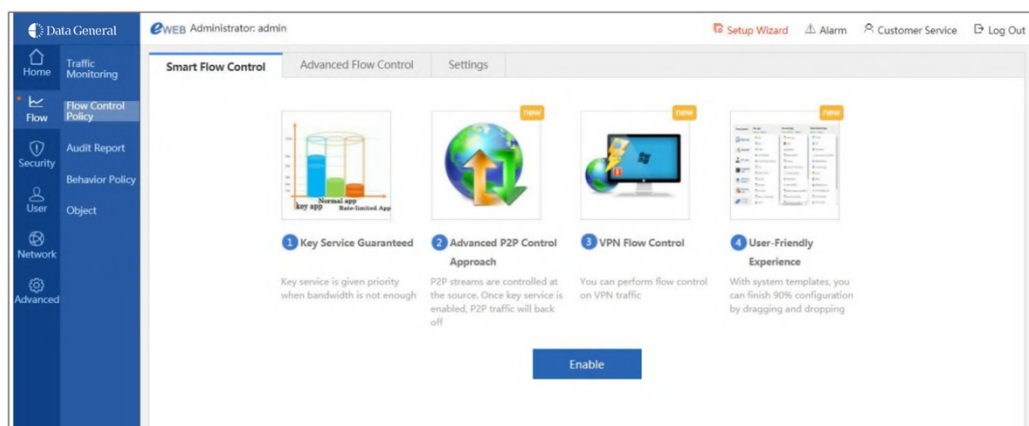 Data General
eWEB Administrator: admin
Setup Wizard
Alarm
Customer Service
Log Out
Home
Flow
Security
User
Network
Advanced
Traffic
Monitoring
Flow Control
Policy
Audit Report
Behavior Policy
Object
Smart Flow Control
Advanced Flow Control
Settings
key app
Normal app
Rate-limited App
new
new
new
1 Key Service Guaranteed
Key service is given priority
when bandwidth is not enough
2 Advanced P2P Control
Approach
P2P streams are controlled at
the source. Once key service is
enabled, P2P traffic will back
off
3 VPN Flow Control
You can perform flow control
on VPN traffic
4 User-Friendly
Experience
With system templates, you
can finish 90% configuration
by dragging and dropping
Enable